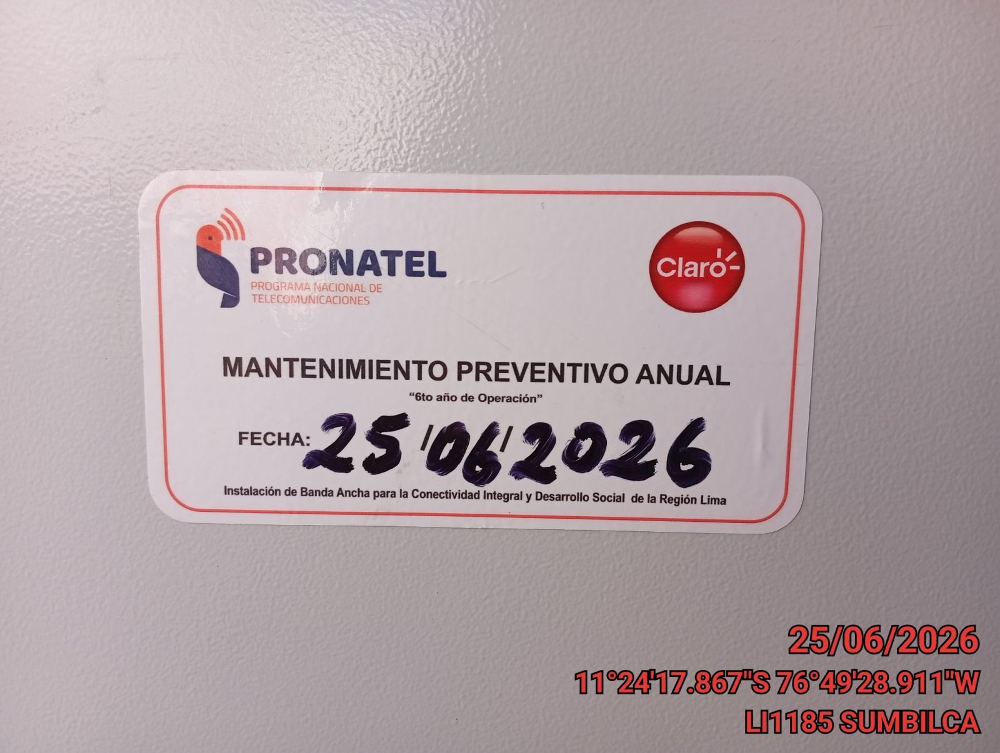 PRONATEL
PROGRAMA NACIONAL DE
TELECOMUNICACIONES
Claro
MANTENIMIENTO PREVENTIVO ANUAL
“6to año de Operación”
FECHA: 25/06/2026
Instalación de Banda Ancha para la Conectividad Integral y Desarrollo Social de la Región Lima
25/06/2026
11°24'17.867"S 76°49'28.911"W
LI1185 SUMBILCA